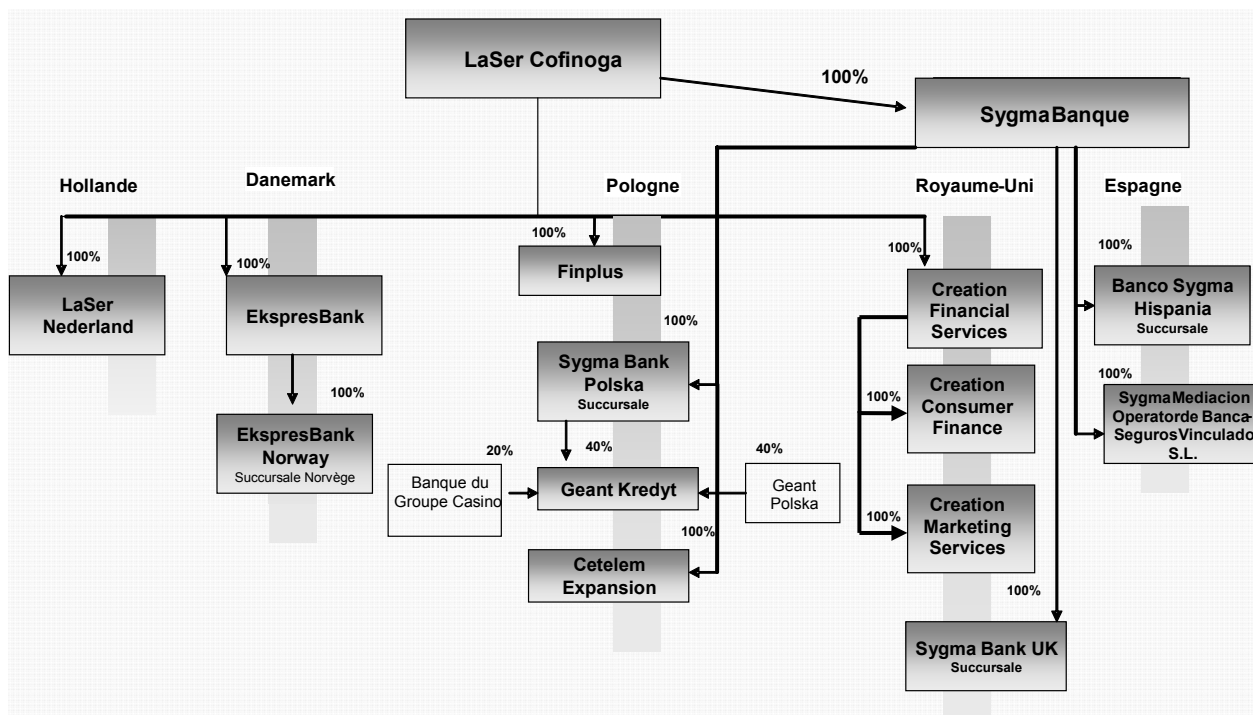 LaSer Cofinoga
100%
SygmaBanque
Hollande
Danemark
Pologne
Royaume-Uni
Espagne
100%
LaSer
Nederland
100%
EkspresBank
100%
EkspresBank
Norway
Succursale Norvège
100%
Finplus
100%
Sygma Bank
Polska
Succursale
20%
40%
40%
Banque du
Groupe Casino
Geant Kredyt
Geant
Polska
100%
Cetelem
Expansion
100%
Creation
Financial
Services
100%
Creation
Consumer
Finance
100%
Creation
Marketing
Services
100%
Sygma Bank UK
Succursale
100%
Banco Sygma
Hispania
Succursale
100%
SygmaMediacion
Operatorde Banca-
SegurosVinculado
S.L.